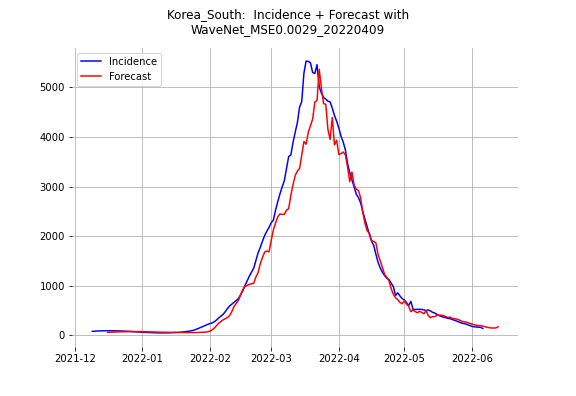 Korea_South:  Incidence + Forecast with
WaveNet_MSE0.0029_20220409
Incidence
Forecast
5000
4000
3000
2000
1000
0
2021-12 2022-01 2022-02 2022-03 2022-04 2022-05 2022-06